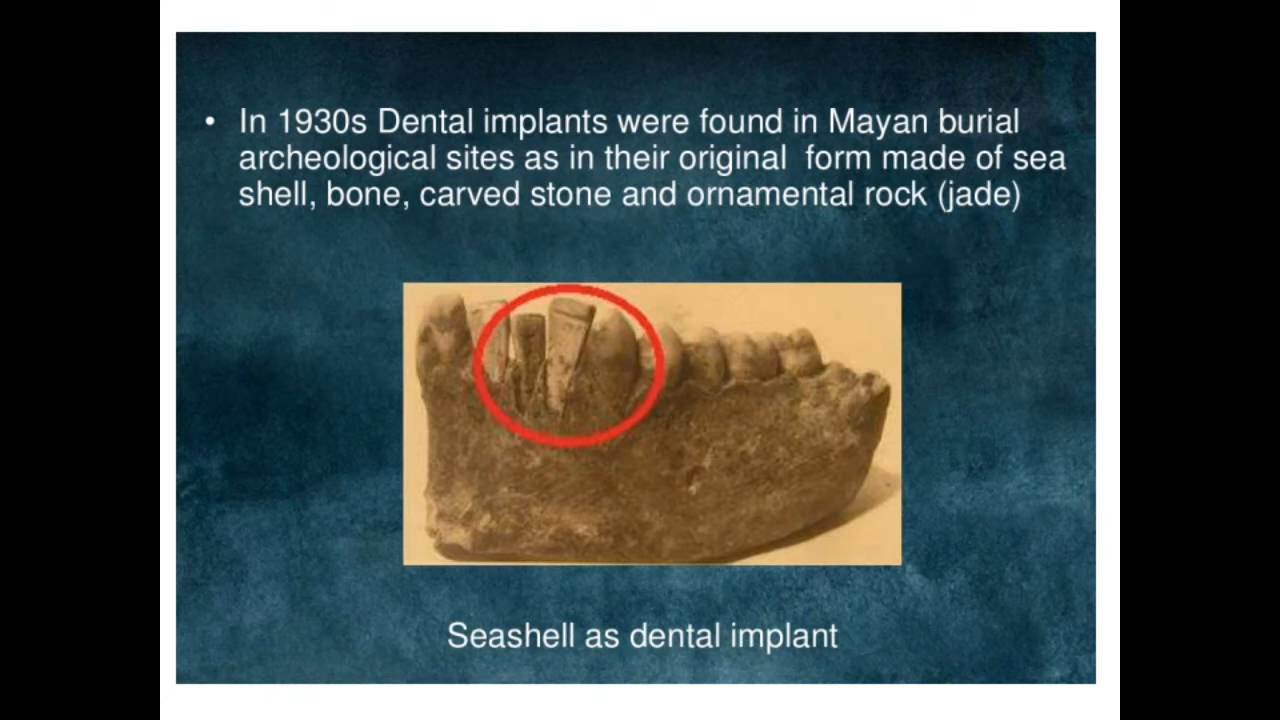 • In 1930s Dental implants were found in Mayan burial
archeological sites as in their original  form made of sea
shell, bone, carved stone and ornamental rock (jade)
Seashell as dental implant